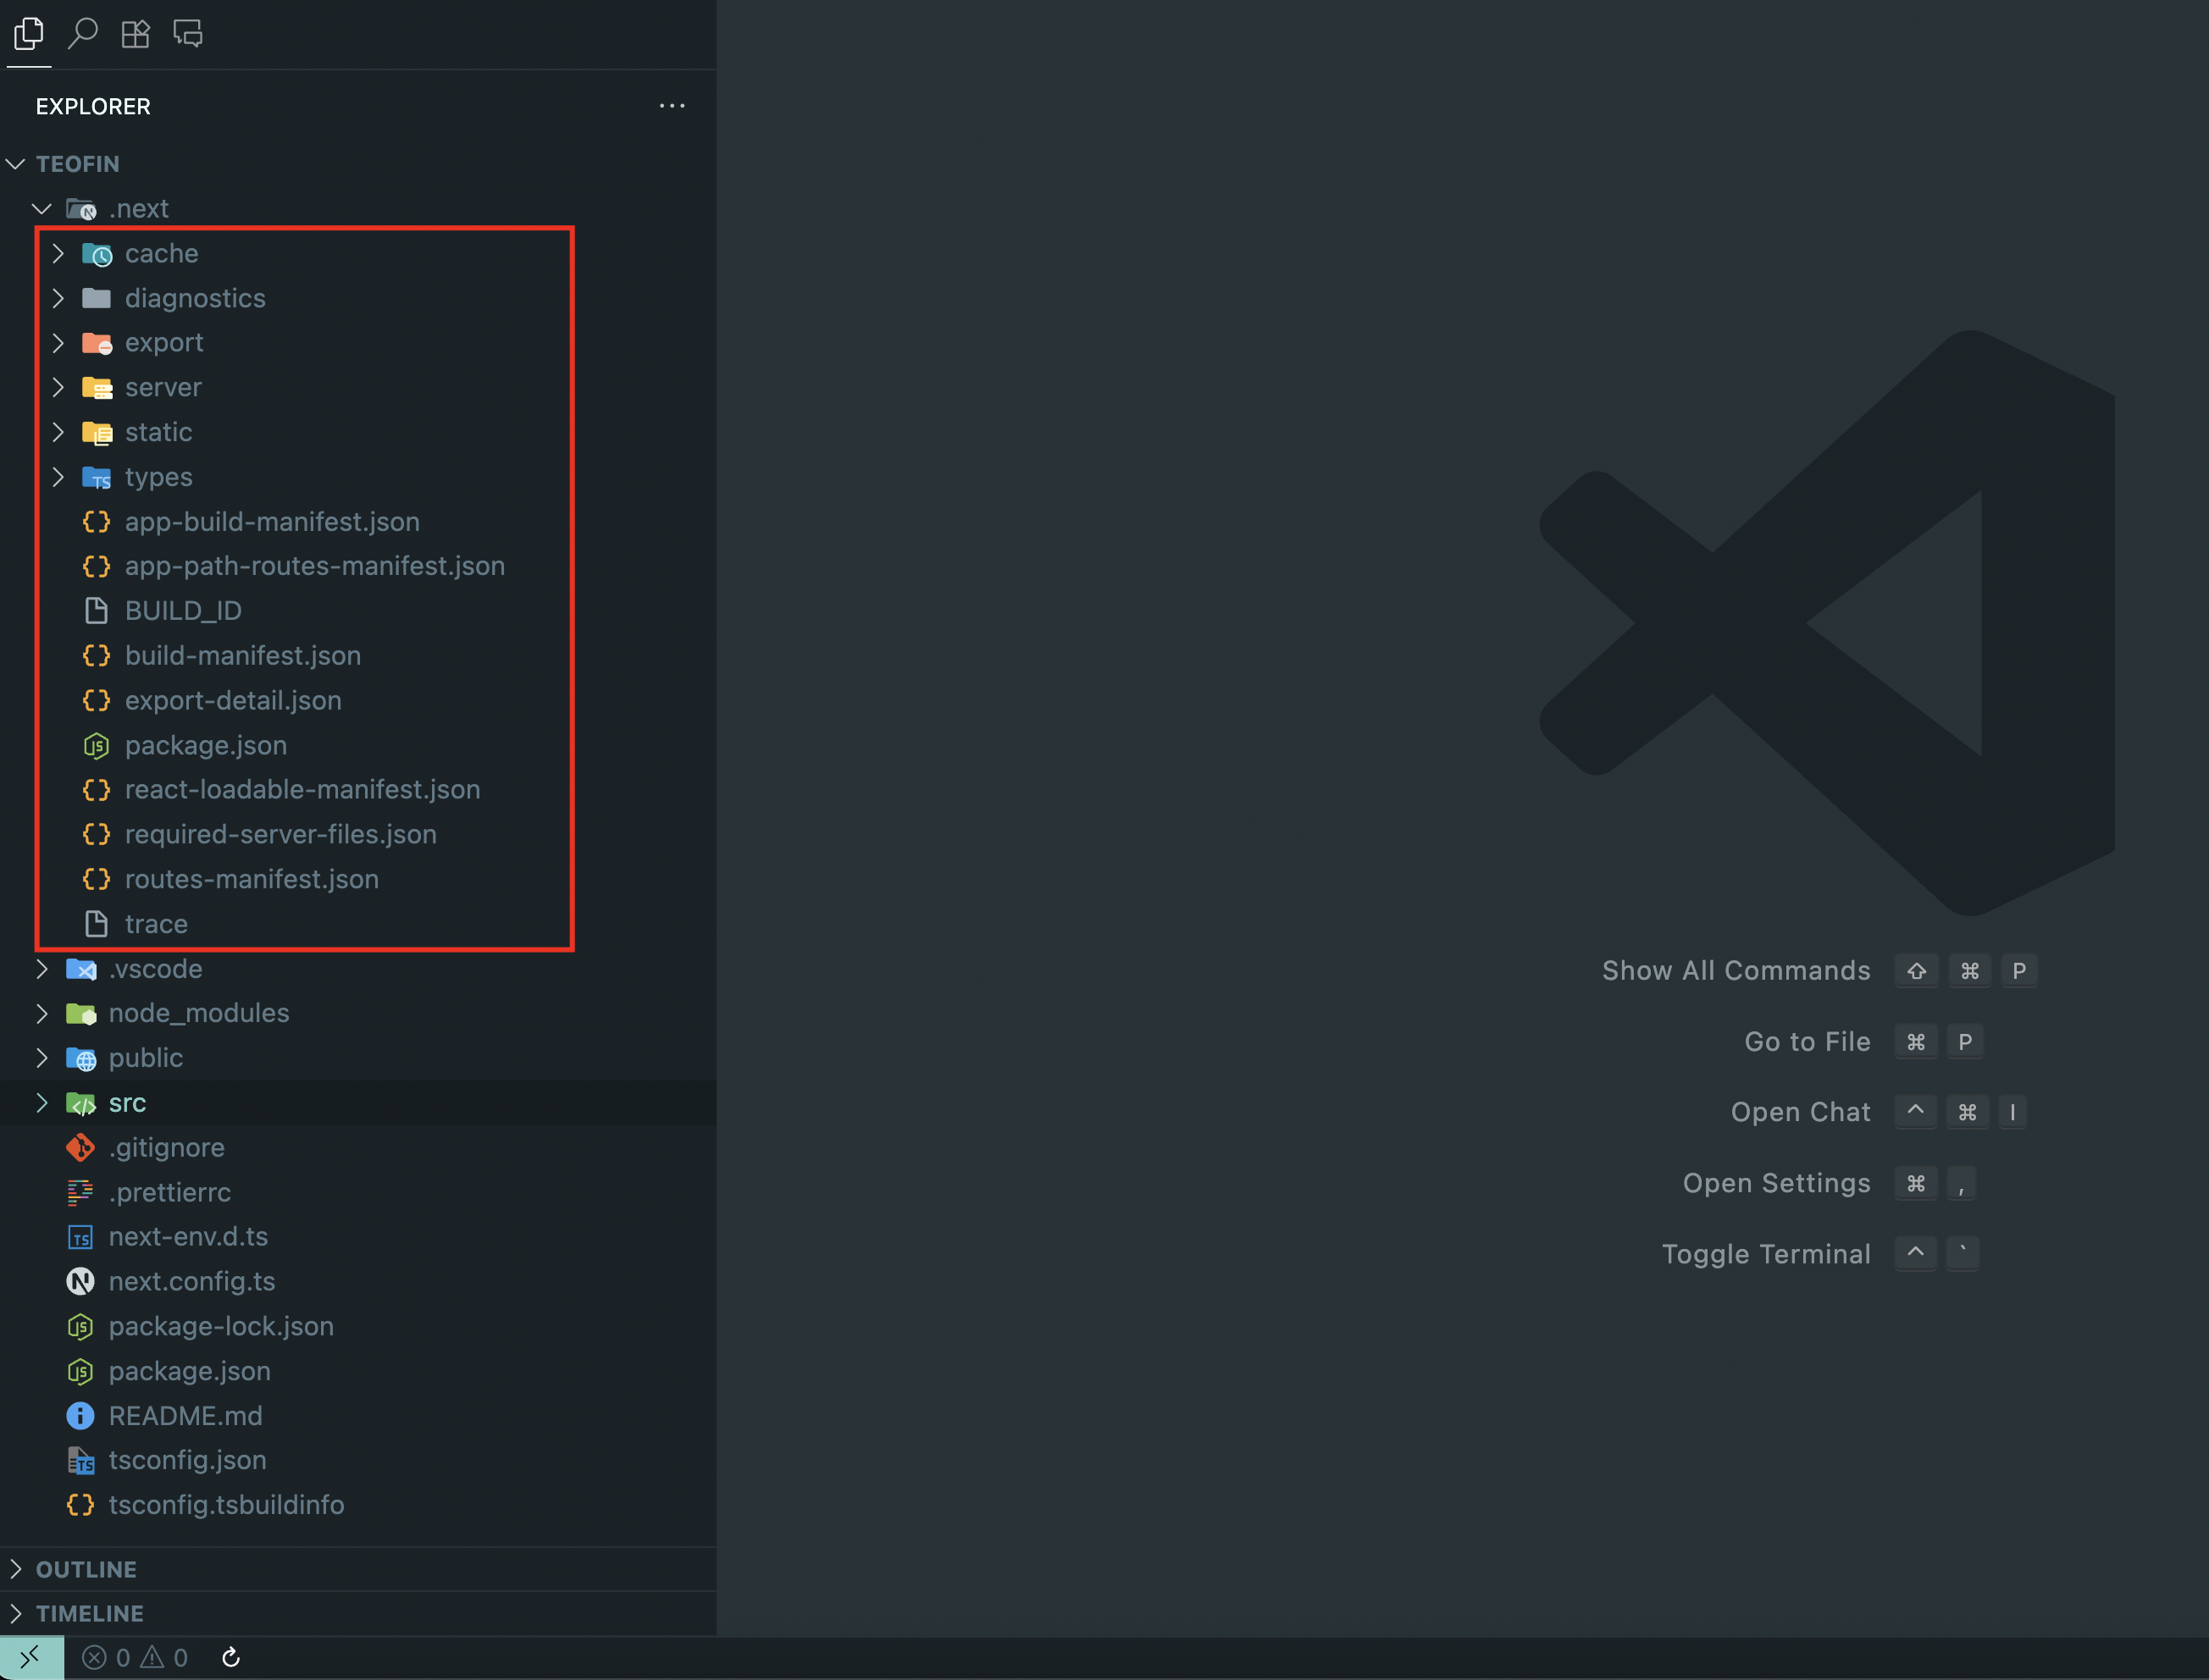 EXPLORER
TEOFIN
.next
cache
diagnostics
export
server
static
types
app-build-manifest.json
app-path-routes-manifest.json
BUILD_ID
build-manifest.json
export-detail.json
package.json
react-loadable-manifest.json
required-server-files.json
routes-manifest.json
trace
.vscode
node_modules
public
src
.gitignore
.prettierrc
next-env.d.ts
next.config.ts
package-lock.json
package.json
README.md
tsconfig.json
tsconfig.tsbuildinfo
OUTLINE
TIMELINE
0 0
Show All Commands ⇧ ⌘ P
Go to File ⌘ P
Open Chat ^ ⌘ I
Open Settings ⌘ ,
Toggle Terminal ^ `